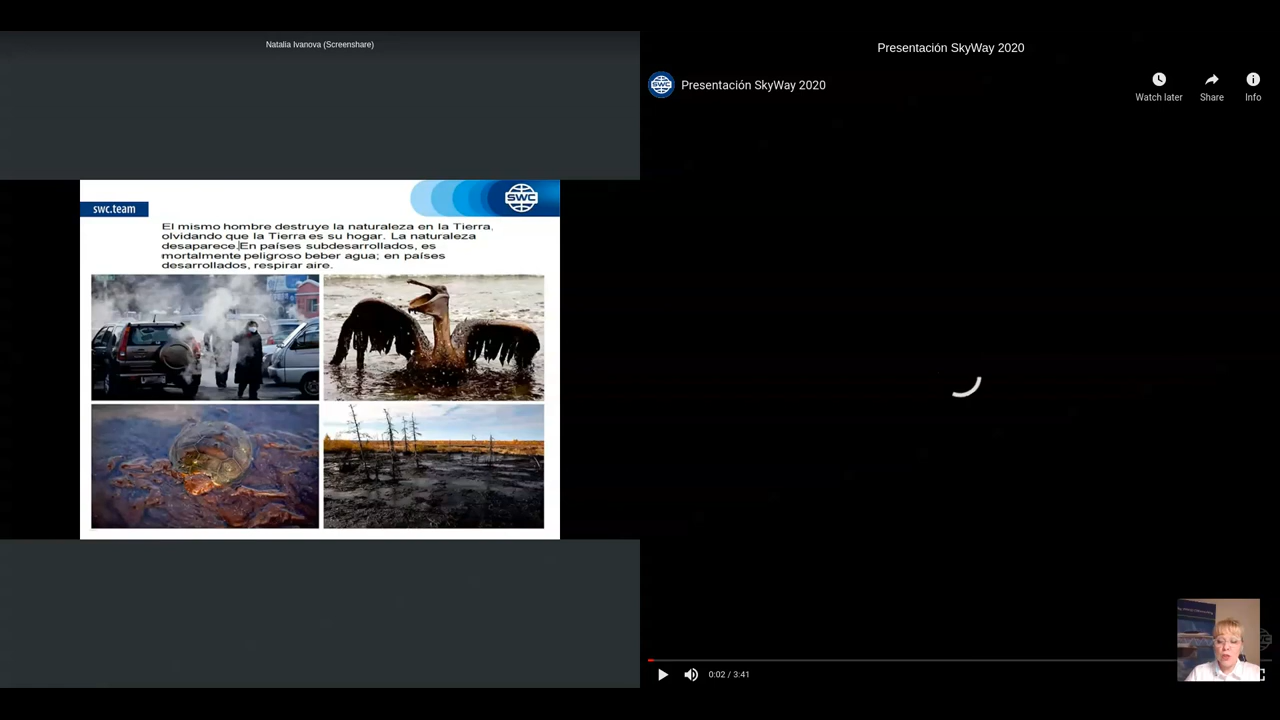 Natalia Ivanova (Screenshare)
swc.team
SWC
El mismo hombre destruye la naturaleza en la Tierra,
olvidando que la Tierra es su hogar. La naturaleza
desaparece.En países subdesarrollados, es
mortalmente peligroso beber agua; en países
desarrollados, respirar aire.
Presentación SkyWay 2020
SWC
Presentación SkyWay 2020
Watch later
Share
Info
0:02 / 3:41